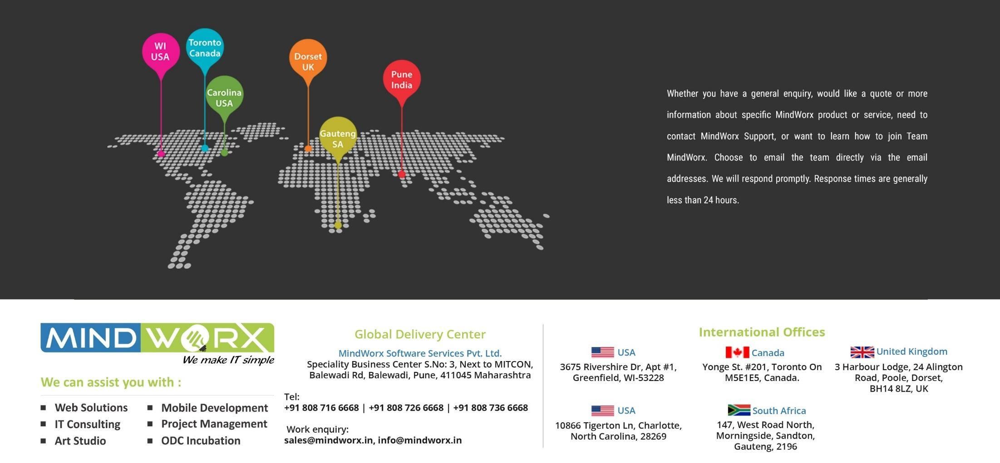 WI
USA
Toronto
Canada
Carolina
USA
Dorset
UK
Gauteng
SA
Pune
India
Whether you have a general enquiry, would like a quote or more
information about specific MindWorx product or service, need to
contact MindWorx Support, or want to learn how to join Team
MindWorx. Choose to email the team directly via the email
addresses. We will respond promptly. Response times are generally
less than 24 hours.
MINDWORX
We make IT simple
We can assist you with :
Web Solutions
IT Consulting
Art Studio
Mobile Development
Project Management
ODC Incubation
Global Delivery Center
MindWorx Software Services Pvt. Ltd.
Speciality Business Center S.No: 3, Next to MITCON,
Balewadi Rd, Balewadi, Pune, 411045 Maharashtra
Tel:
+91 808 716 6668 | +91 808 726 6668 | +91 808 736 6668
Work enquiry:
sales@mindworx.in, info@mindworx.in
International Offices
USA
3675 Rivershire Dr, Apt #1,
Greenfield, WI-53228
Canada
Yonge St. #201, Toronto On
M5E1E5, Canada.
United Kingdom
3 Harbour Lodge, 24 Alington
Road, Poole, Dorset,
BH14 8LZ, UK
USA
10866 Tigerton Ln, Charlotte,
North Carolina, 28269
South Africa
147, West Road North,
Morningside, Sandton,
Gauteng, 2196